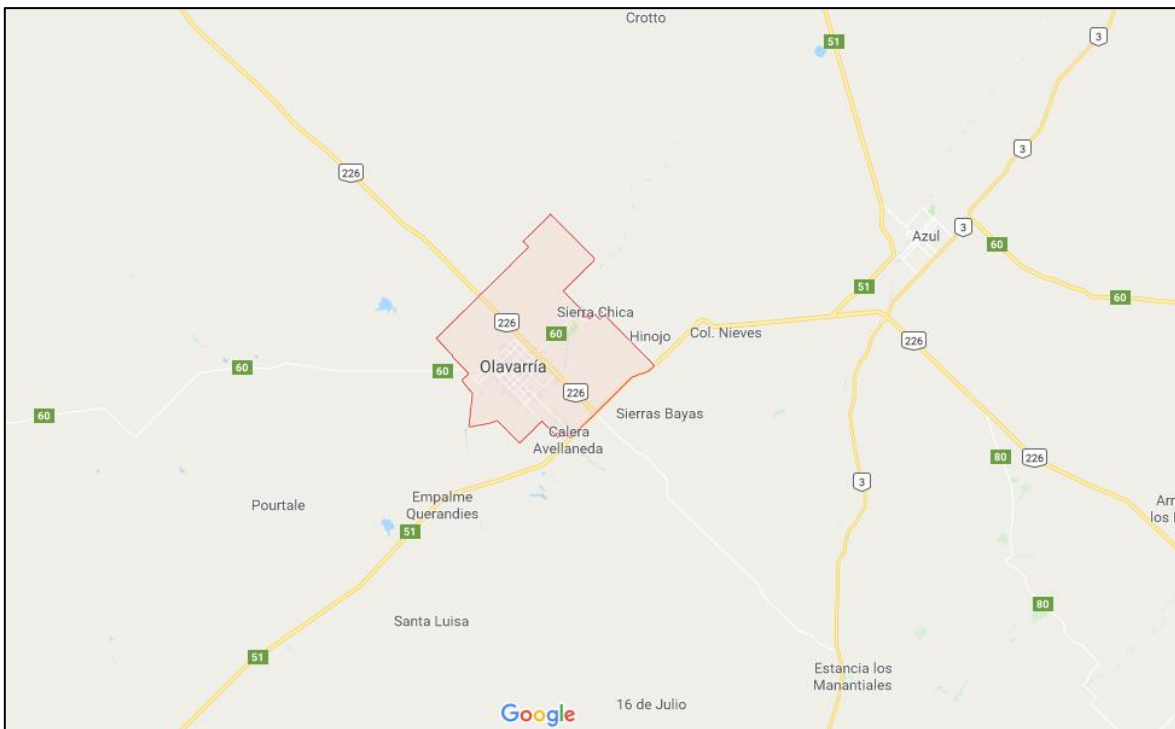 Crotto
51
3
3
226
Azul
3
60
51
60
Sierra Chica
226
60
Hinojo
Col. Nieves
226
Olavarría
60
60
226
60
Sierras Bayas
Calera
Avellaneda
80
226
3
Empalme
Querandies
Pourtale
51
80
Santa Luisa
51
Estancia los
Manantiales
16 de Julio
Google